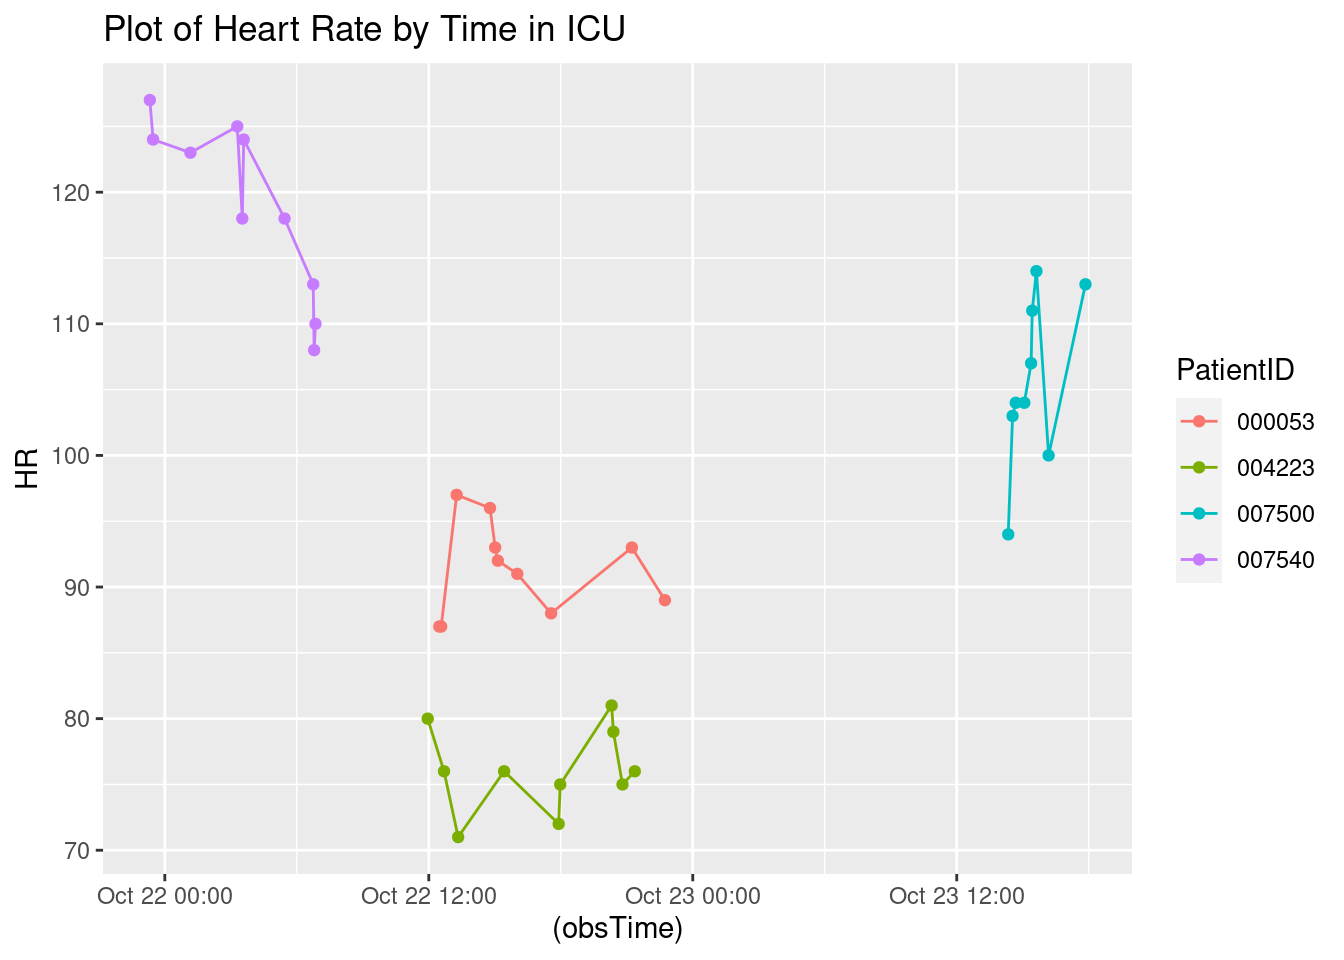 Plot of Heart Rate by Time in ICU
HR
120
110
100
90
80
70
Oct 22 00:00
Oct 22 12:00
Oct 23 00:00
Oct 23 12:00
(obsTime)
PatientID
000053
004223
007500
007540